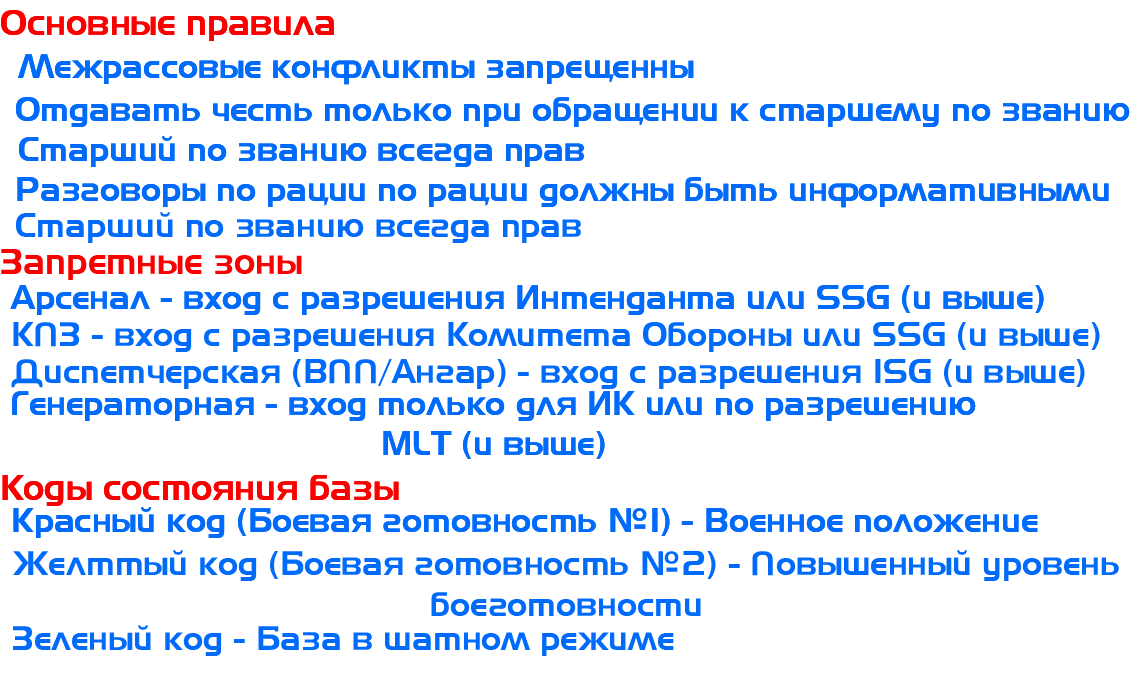 Основные правила
Межрассовые конфликты запрещенны
Отдавать честь только при обращении к старшему по званию
Старший по званию всегда прав
Разговоры по рации по рации должны быть информативными
Старший по званию всегда прав
Запретные зоны
Арсенал - вход с разрешения Интенданта или SSG (и выше)
КПЗ - вход с разрешения Комитета Обороны или SSG (и выше)
Диспетчерская (ВПП/Ангар) - вход с разрешения ISG (и выше)
Генераторная - вход только для ИК или по разрешению
MLT (и выше)
Коды состояния базы
Красный код (Боевая готовность №1) - Военное положение
Желттый код (Боевая готовность №2) - Повышенный уровень
боеготовности
Зеленый код - База в шатном режиме